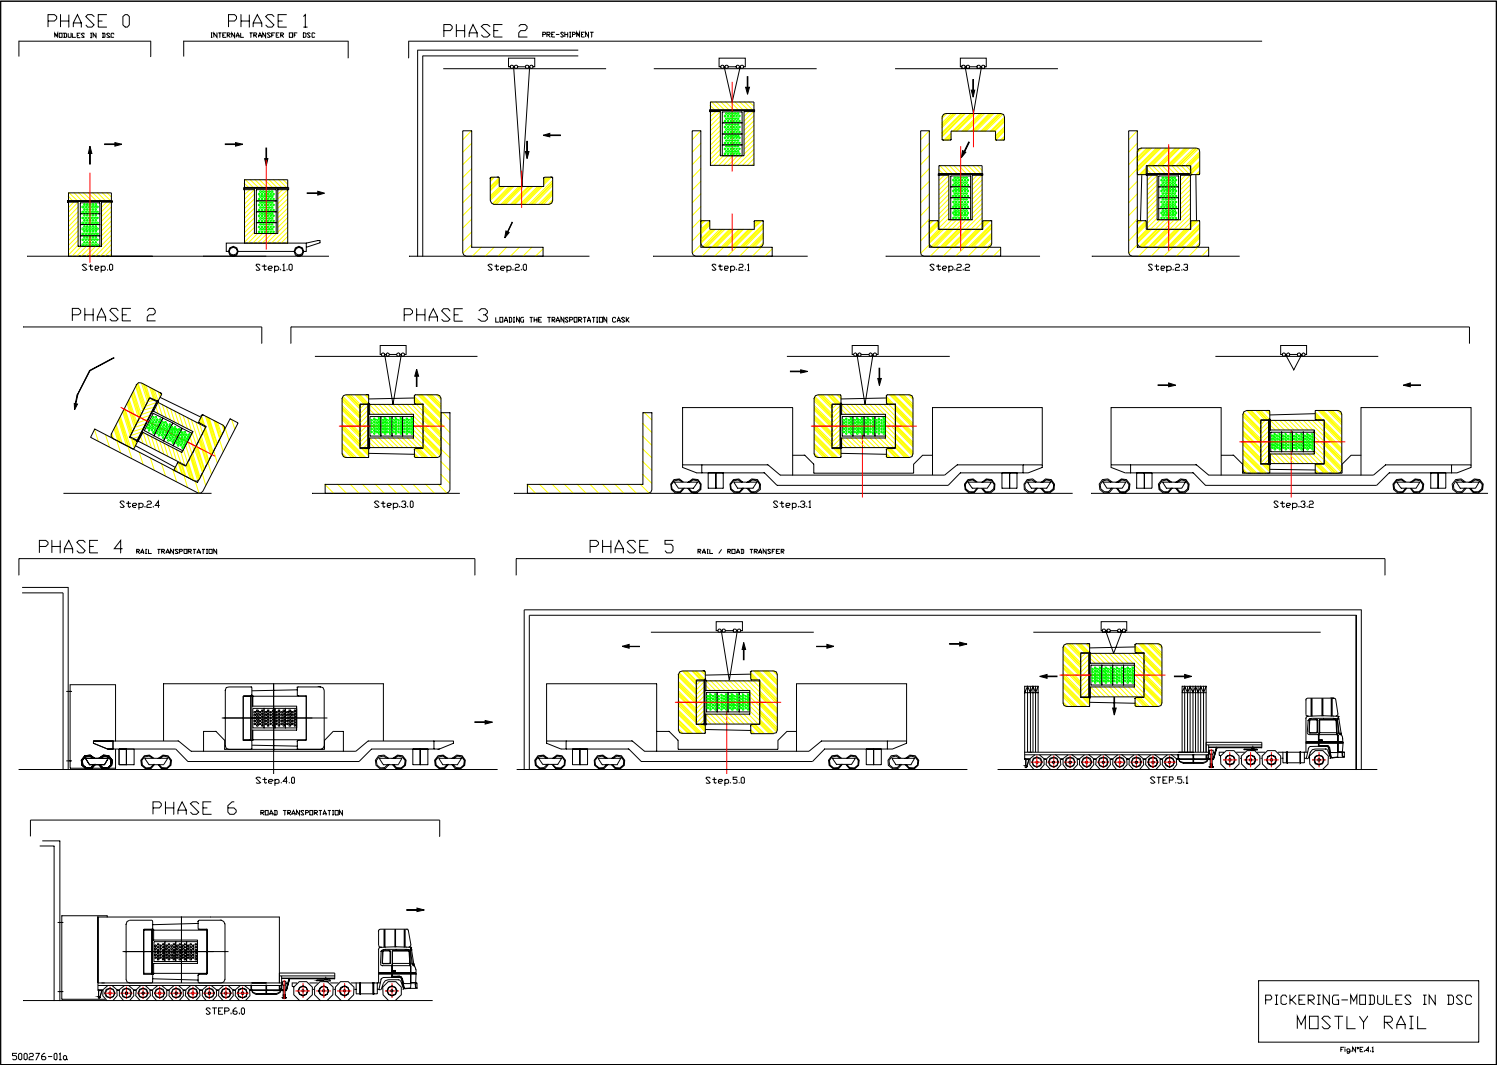 PHASE 0
MODULES IN DSC
PHASE 1
INTERNAL TRANSFER OF DSC
PHASE 2 PRE-SHIPMENT
Step.0
Step.1.0
Step.2.0
Step.2.1
Step.2.2
Step.2.3
PHASE 2
PHASE 3 LOADING THE TRANSPORTATION CASK
Step.2.4
Step.3.0
Step.3.1
Step.3.2
PHASE 4 RAIL TRANSPORTATION
PHASE 5 RAIL / ROAD TRANSFER
Step.4.0
Step.5.0
STEP.5.1
PHASE 6 ROAD TRANSPORTATION
STEP.6.0
PICKERING-MODULES IN DSC
MOSTLY RAIL
Fig.N°E.4.1
500276-01a